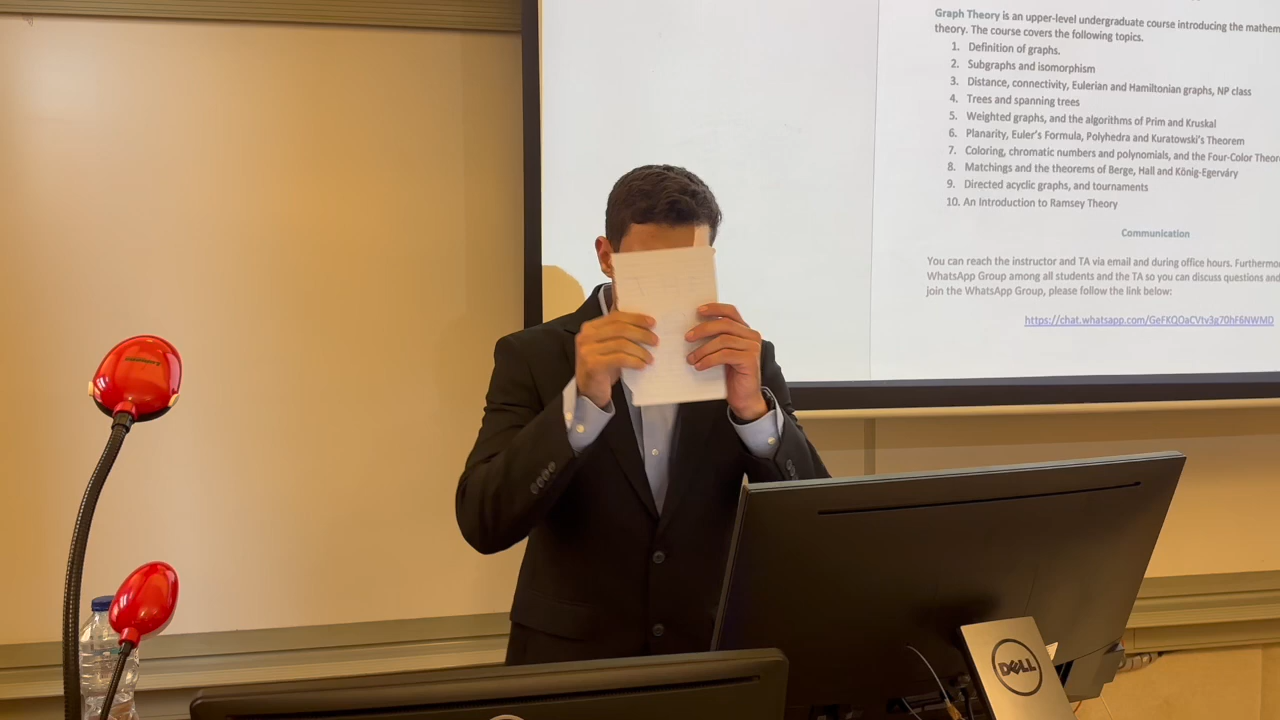 Graph Theory is an upper-level undergraduate course introducing the
theory. The course covers the following topics.
1. Definition of graphs.
2. Subgraphs and isomorphism
3. Distance, connectivity, Eulerian and Hamiltonian graphs, NP class
4. Trees and spanning trees
5. Weighted graphs, and the algorithms of Prim and Kruskal
6. Planarity, Euler's Formula, Polyhedra and Kuratowski's Theorem
7. Coloring, chromatic numbers and polynomials, and the Four-Color Theor
8. Matchings and the theorems of Berge, Hall and König-Egerváry
9. Directed acyclic graphs, and tournaments
10. An Introduction to Ramsey Theory
Communication
You can reach the instructor and TA via email and during office hours. Furthermo
WhatsApp Group among all students and the TA so you can discuss questions and
join the WhatsApp Group, please follow the link below:
DELL